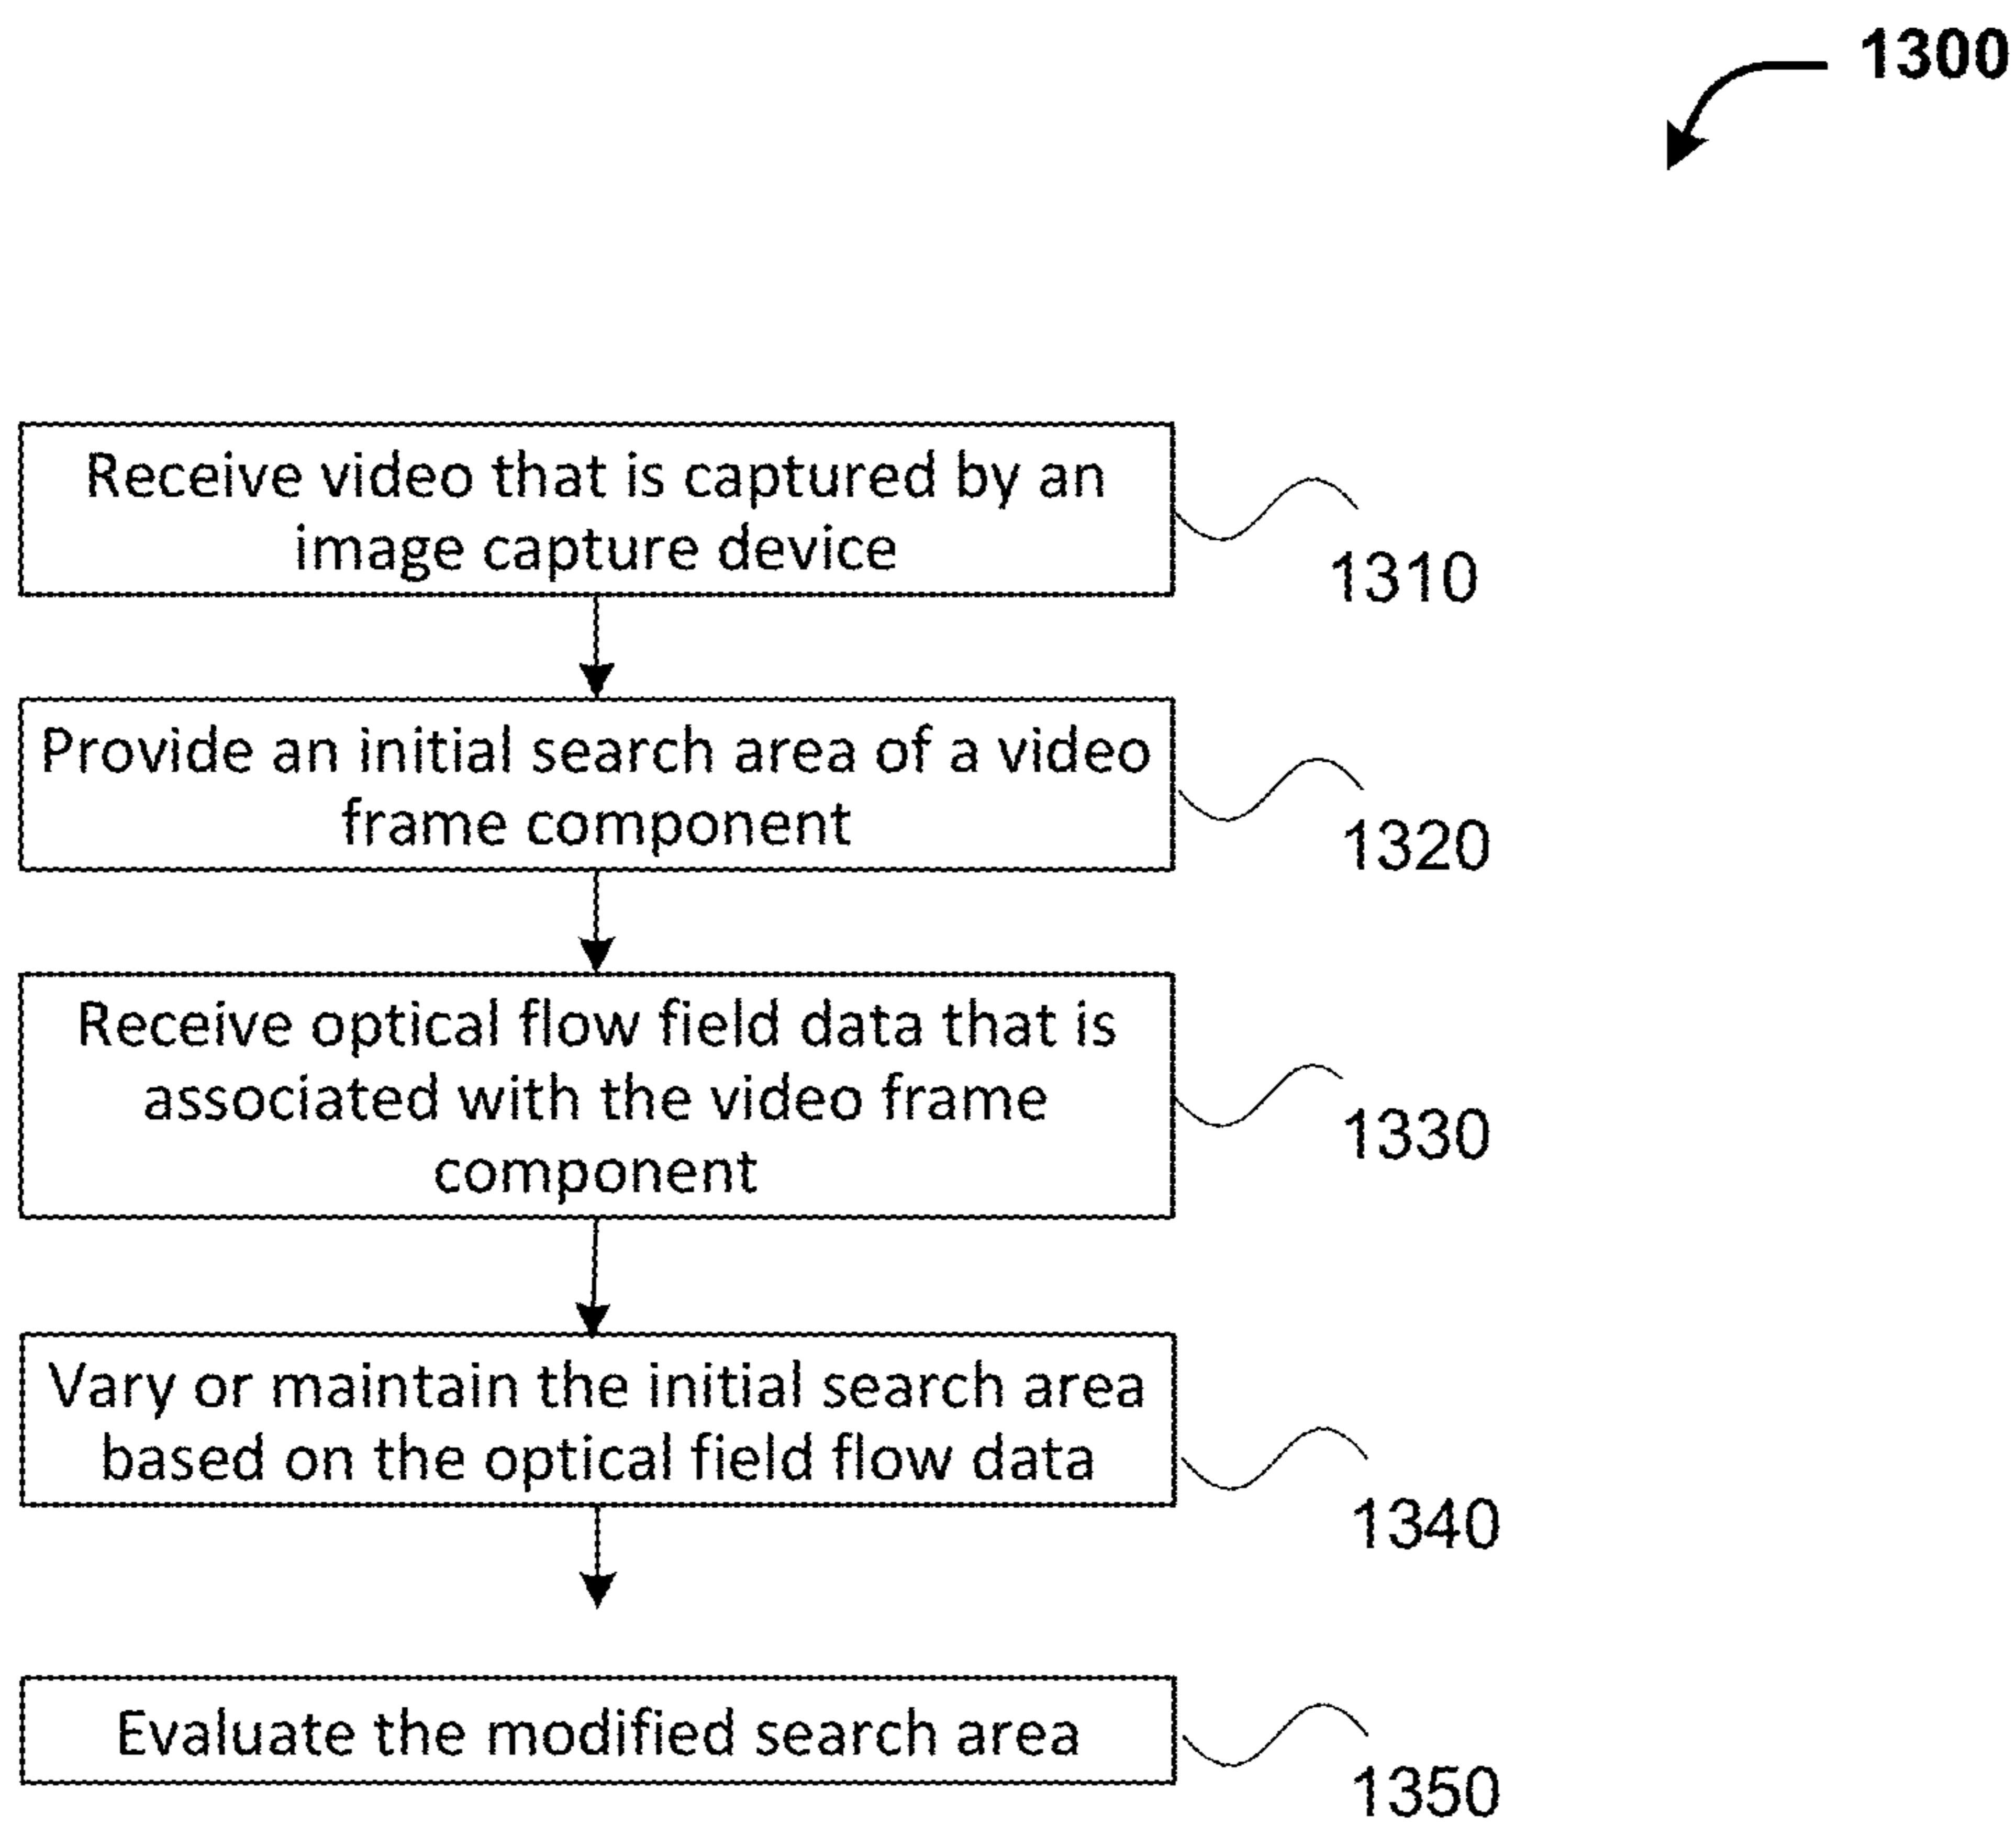 1300
Receive video that is captured by an
image capture device
1310
Provide an initial search area of a video
frame component
1320
Receive optical flow field data that is
associated with the video frame
component
1330
Vary or maintain the initial search area
based on the optical field flow data
1340
Evaluate the modified search area
1350